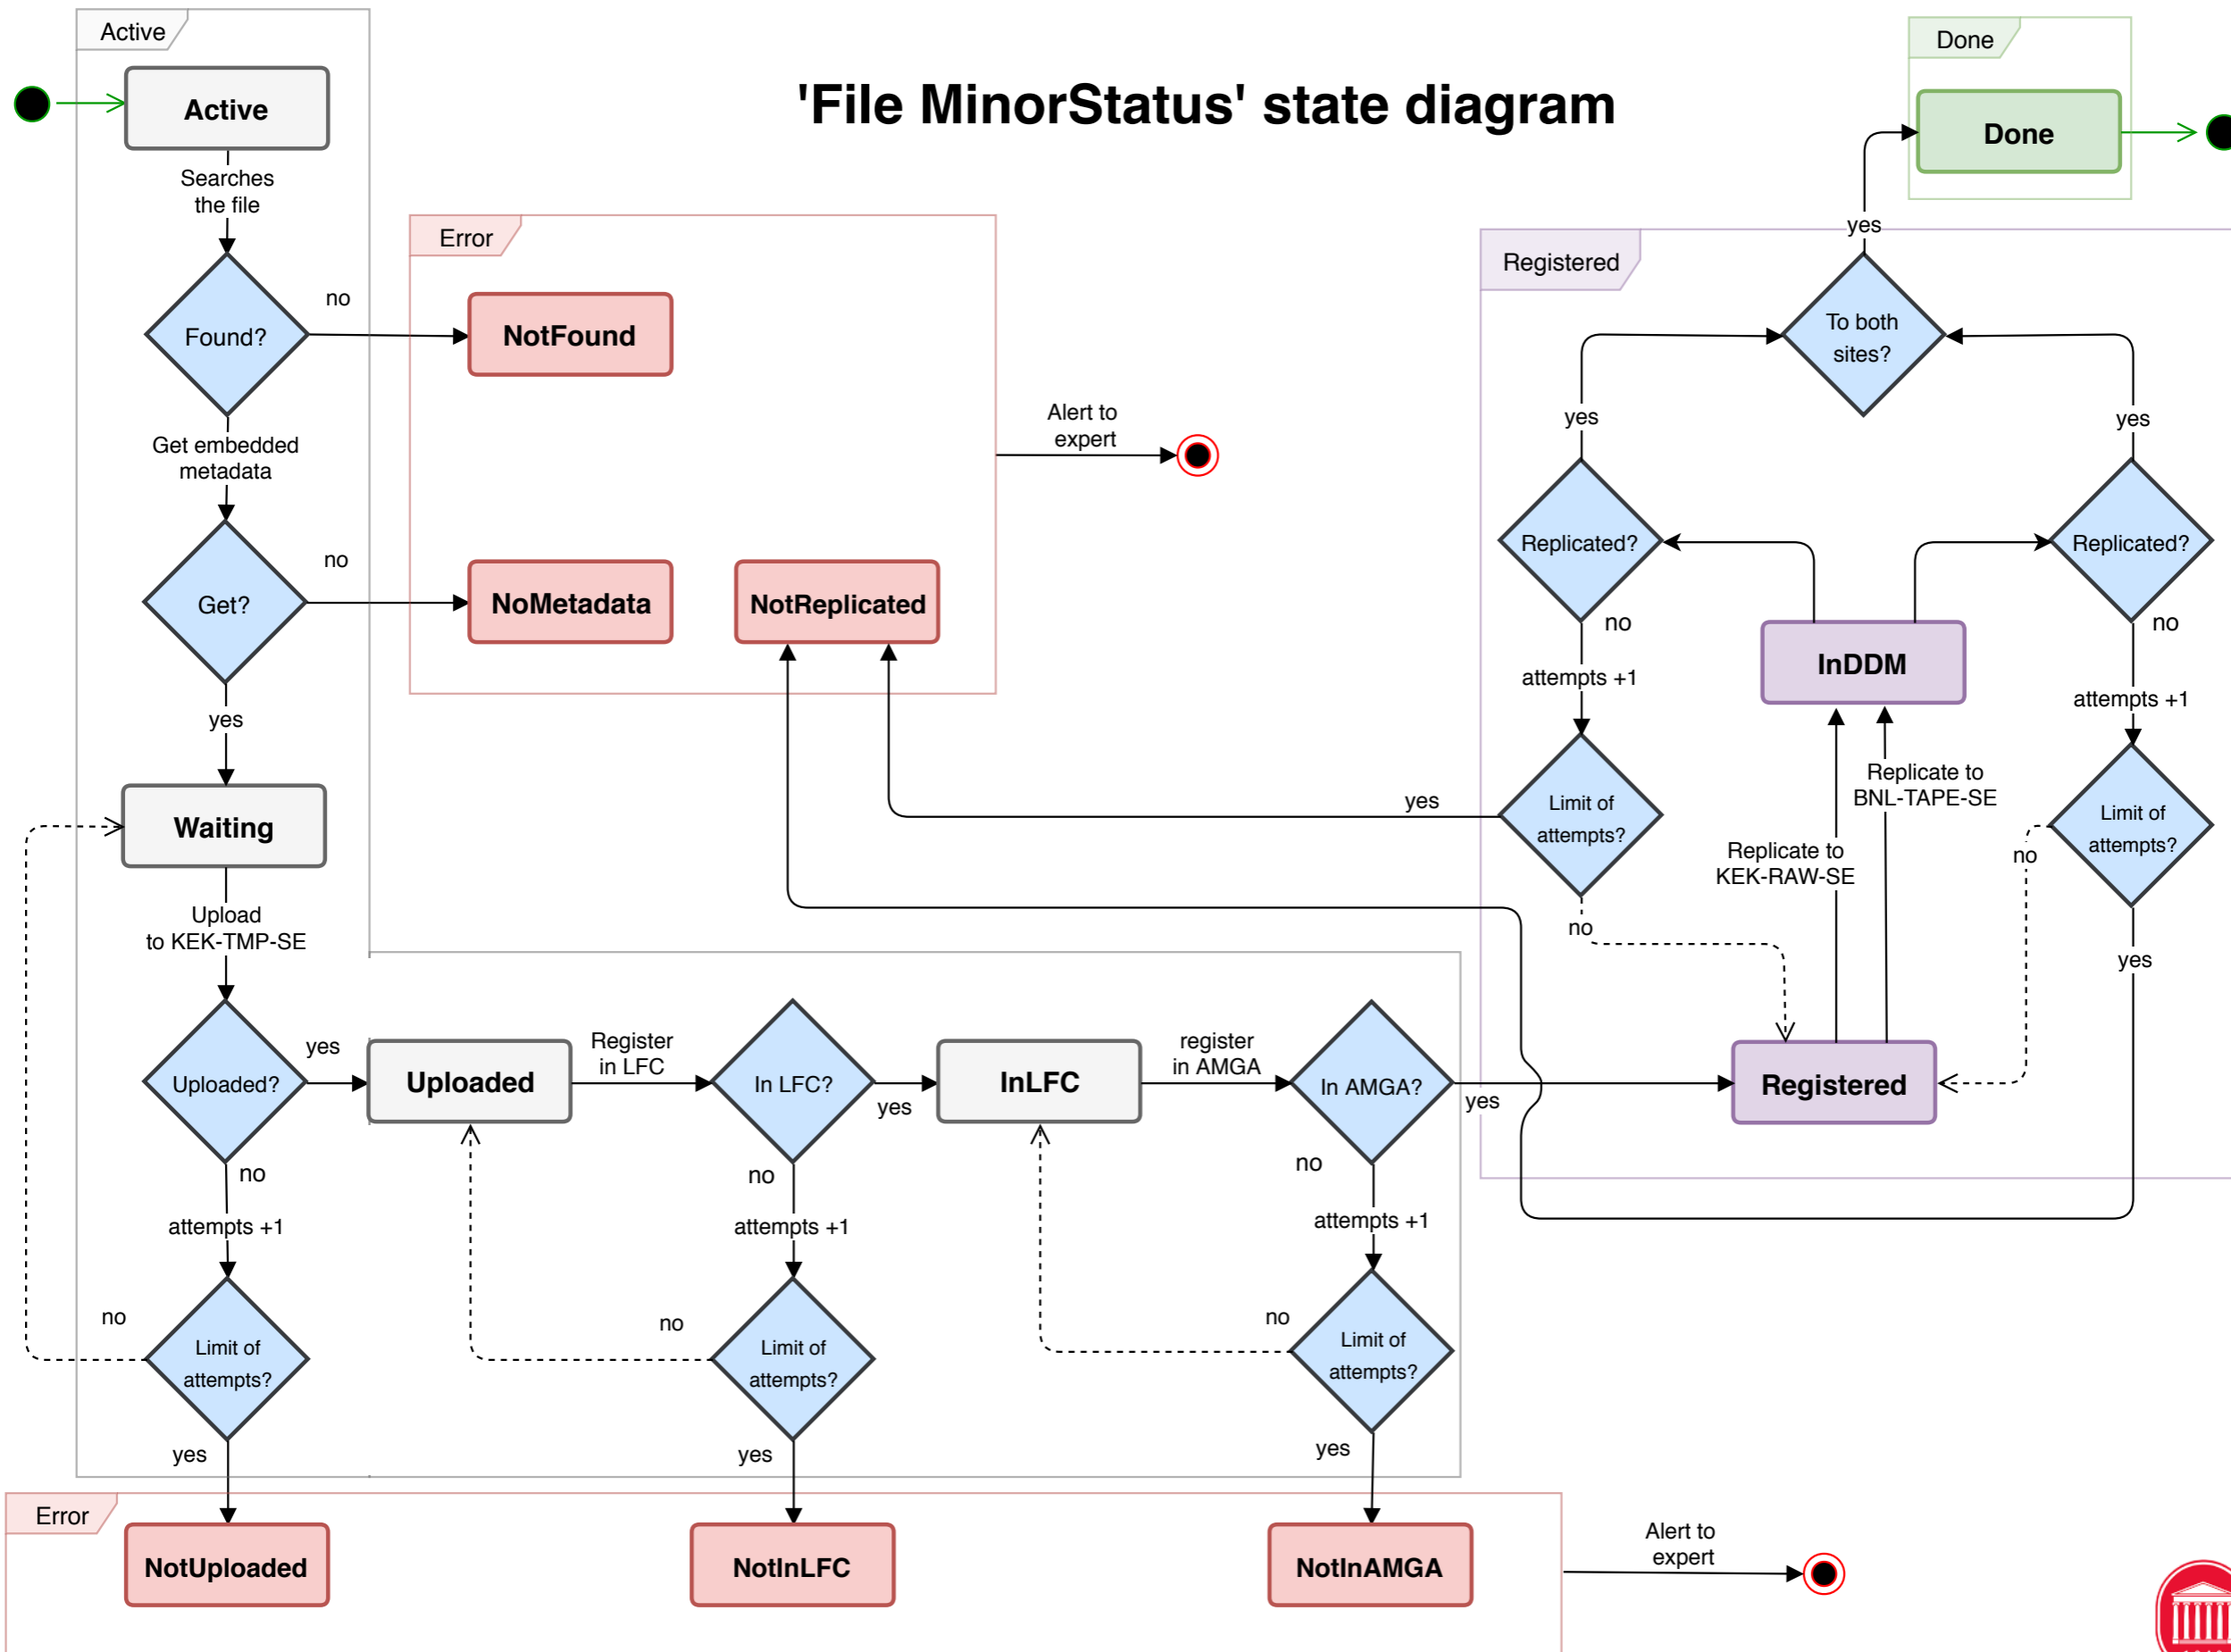 Active
Done
'File MinorStatus' state diagram
Active
Done
Searches
the file
yes
Error
Registered
no
Found?
NotFound
To both
sites?
Alert to
expert
yes
yes
Get embedded
metadata
no
Get?
NoMetadata
NotReplicated
Replicated?
Replicated?
no
no
InDDM
attempts +1
attempts +1
yes
Waiting
yes
Limit of
attempts?
Replicate to
BNL-TAPE-SE
Replicate to
KEK-RAW-SE
Limit of
attempts?
no
Upload
to KEK-TMP-SE
no
yes
yes
Register
in LFC
register
in AMGA
Uploaded?
Uploaded
In LFC?
yes
InLFC
In AMGA?
yes
Registered
no
no
no
attempts +1
attempts +1
attempts +1
no
no
no
Limit of
attempts?
Limit of
attempts?
Limit of
attempts?
yes
yes
yes
Error
NotUploaded
NotInLFC
NotInAMGA
Alert to
expert